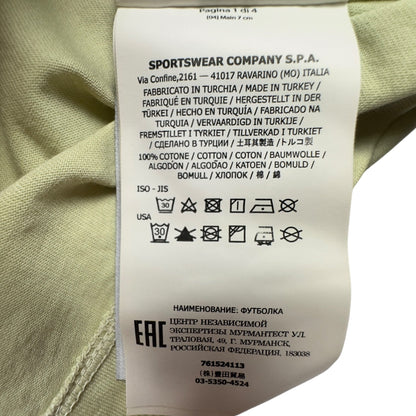 Pagina 1 di 4
(04) Main 7 cm
SPORTSWEAR COMPANY S.P.A.
Via Confine,2161 — 41017 RAVARINO (MO) ITALIA
FABBRICATO IN TURCHIA / MADE IN TURKEY /
FABRIQUÉ EN TURQUIE / HERGESTELLT IN DER
TÜRKEI / HECHO EN TURQUÍA / FABRICADO NA
TURQUIA / VERVAARDIGD IN TURKIJE /
FREMSTILLET I TYRKIET / TILLVERKAD I TURKIET
/ СДЕЛАНО В ТУРЦИИ / 土耳其製造 / トルコ製
100% COTONE / COTTON / COTON / BAUMWOLLE /
ALGODÓN / ALGODÃO / KATOEN / BOMULD /
BOMULL / ХЛОПОК / 棉 / 綿
ISO - JIS
30
USA
30
НАИМЕНОВАНИЕ: ФУТБОЛКА
EAC
ЦЕНТР НЕЗАВИСИМОЙ
ЭКСПЕРТИЗЫ МУРМАНТЕСТ УЛ.
ТРАЛОВАЯ, 49, Г. МУРМАНСК,
РОССИЙСКАЯ ФЕДЕРАЦИЯ, 183038
761524113
(株) 豊田貿易
03-5350-4524